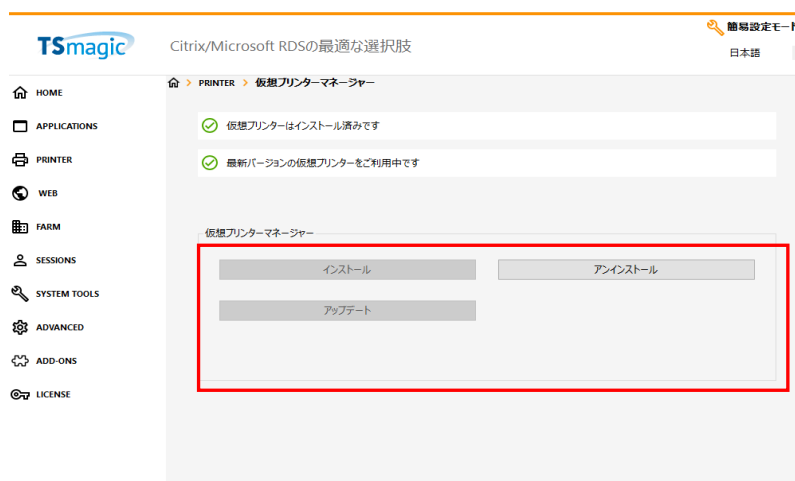 簡易設定モード
TSmagic
Citrix/Microsoft RDSの最適な選択肢
日本語
HOME
PRINTER > 仮想プリンターマネージャー
APPLICATIONS
仮想プリンターはインストール済みです
PRINTER
最新バージョンの仮想プリンターをご利用中です
WEB
FARM
仮想プリンターマネージャー
SESSIONS
インストール
アンインストール
SYSTEM TOOLS
アップデート
ADVANCED
ADD-ONS
LICENSE